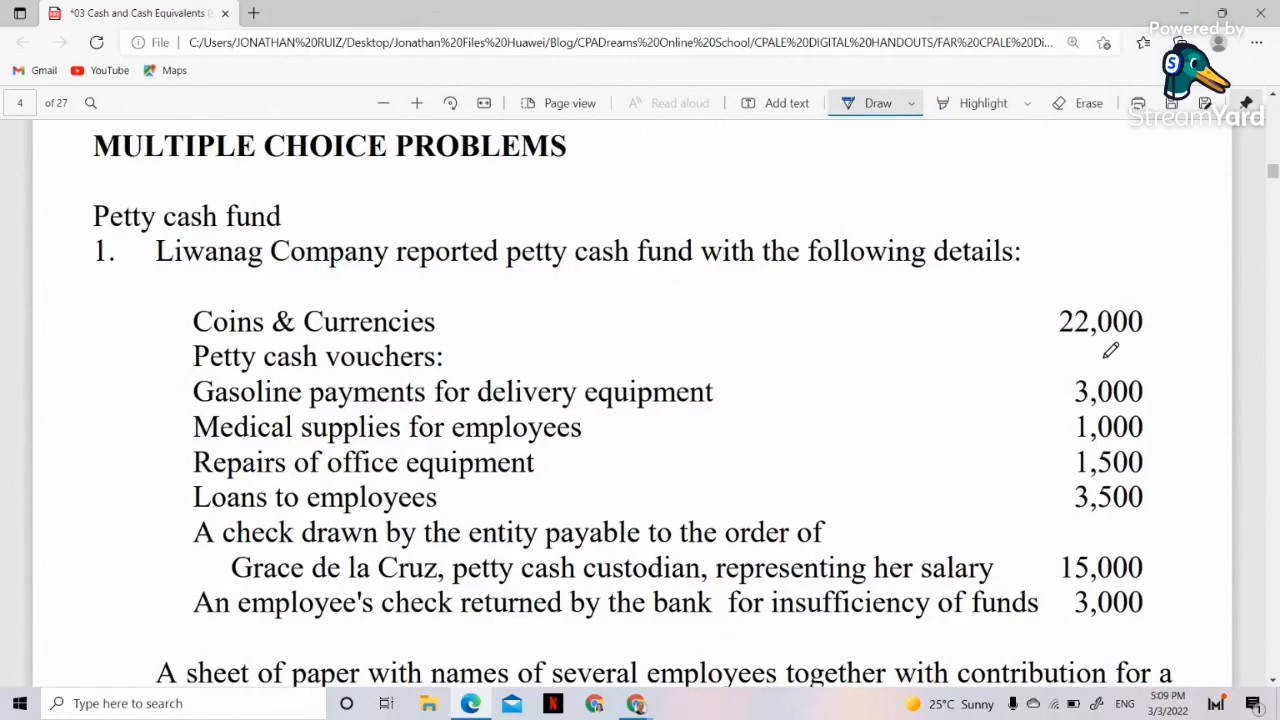 *03 Cash and Cash Equivalents (
File
C:/Users/JONATHAN%20RUIZ/Desktop/Jonathan%20Files%20Huawei/Blog/CPADreams%20Online%20School/CPALE%20DIGITAL%20HANDOUTS/FAR%20CPALE%20Di...
Powered by
StreamYard
Gmail
YouTube
Maps
4 of 27
Page view
Read aloud
Add text
Draw
Highlight
Erase
MULTIPLE CHOICE PROBLEMS
Petty cash fund
1. Liwanag Company reported petty cash fund with the following details:
Coins & Currencies 22,000
Petty cash vouchers:
Gasoline payments for delivery equipment 3,000
Medical supplies for employees 1,000
Repairs of office equipment 1,500
Loans to employees 3,500
A check drawn by the entity payable to the order of
Grace de la Cruz, petty cash custodian, representing her salary 15,000
An employee's check returned by the bank for insufficiency of funds 3,000
A sheet of paper with names of several employees together with contribution for a
Type here to search
25°C Sunny
ENG
5:09 PM
3/3/2022